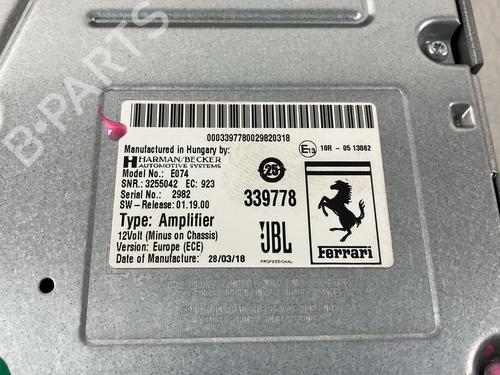 B-PARTS
0003397780029820318
Manufactured in Hungary by:
HARMAN/BECKER
AUTOMOTIVE SYSTEMS
Model No.: E074
SNR.: 3255042 EC: 923
Serial No.: 2982
SW - Release: 01.19.00
Type: Amplifier
12Volt (Minus on Chassis)
Version: Europe (ECE)
Date of Manufacture: 28/03/18
25
339778
JBL
PROFESSIONAL
E13 10R - 05 13862
Ferrari